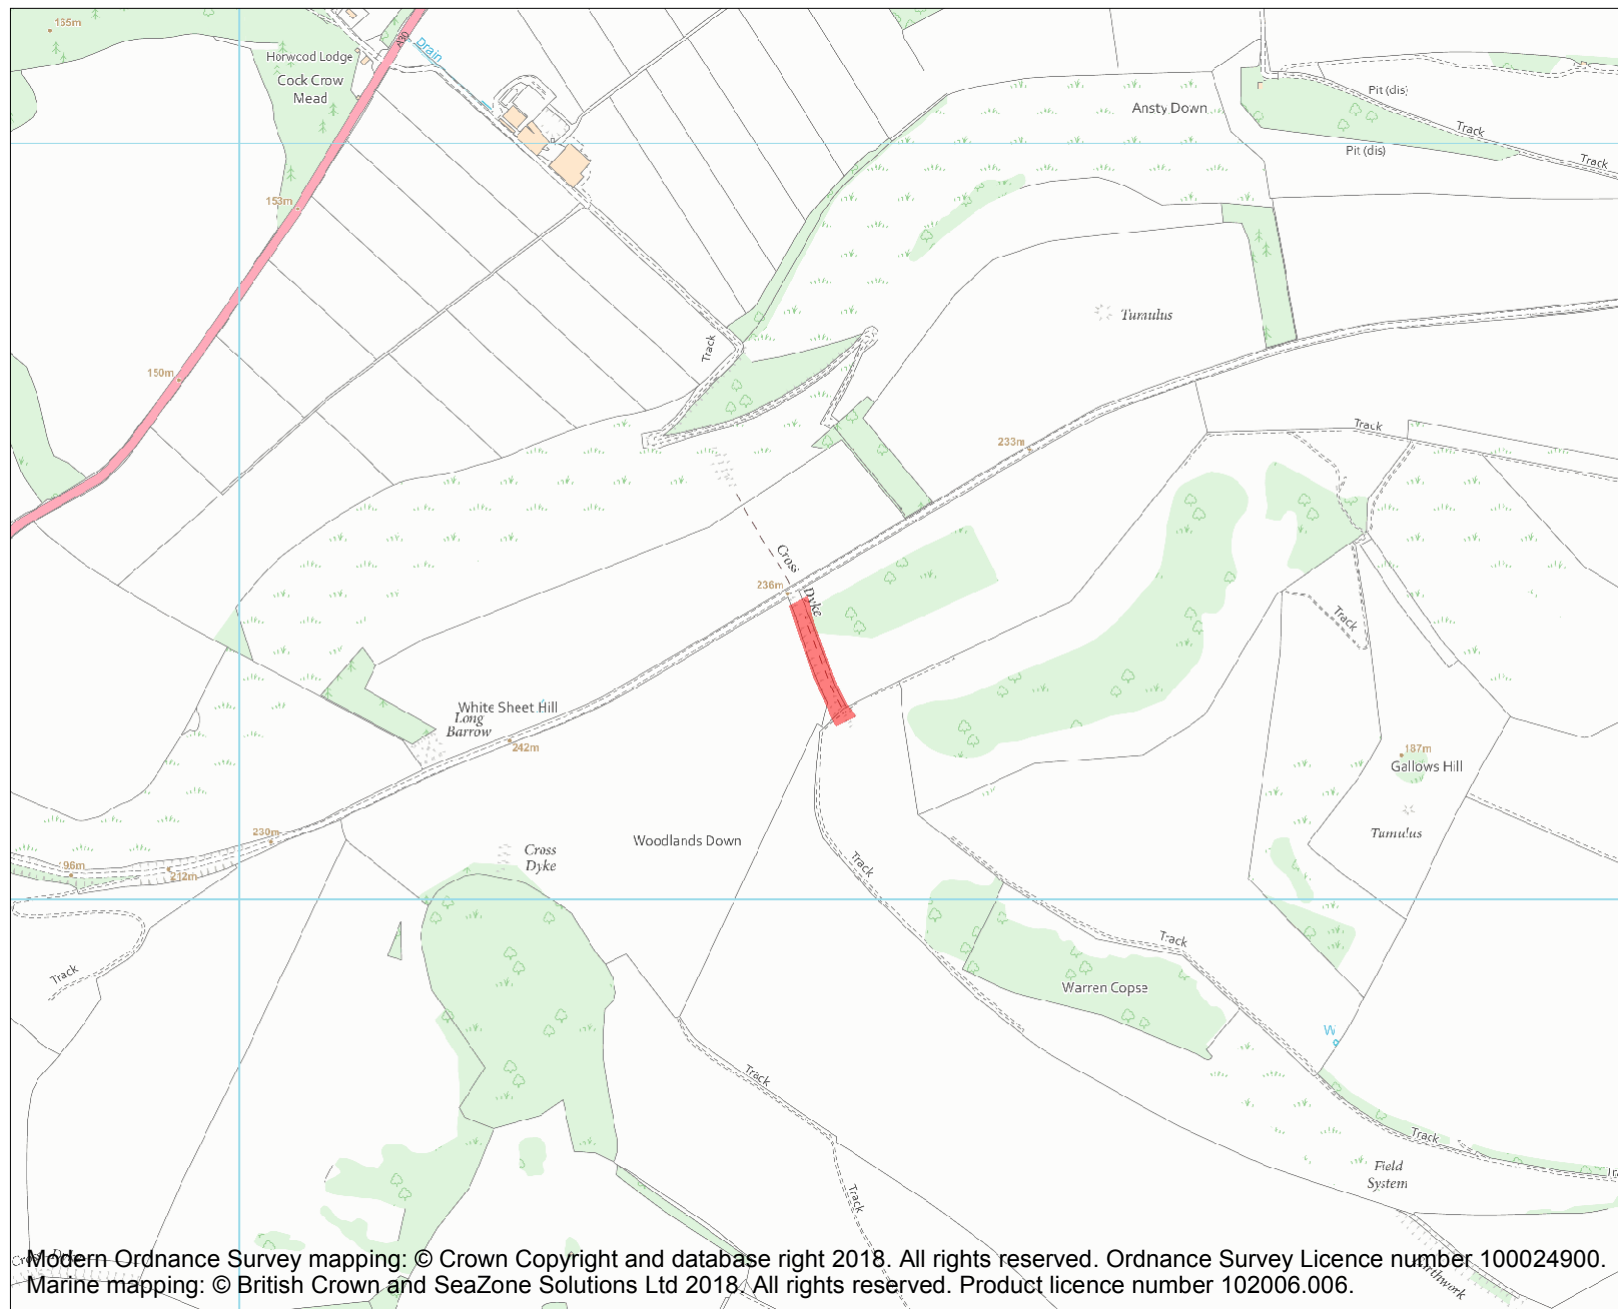 165m
Drain
A30
Horwood Lodge
Cock Crow
Mead
Pit (dis)
Ansty Down
Track
Pit (dis)
Track
153m
Tumulus
Track
150m
Track
233m
Cross
Dyke
236m
Track
White Sheet Hill
Long
Barrow
242m
187m
Gallows Hill
Tumulus
230m
Woodlands Down
Cross
Dyke
Track
212m
Track
Track
Warren Copse
W
Track
Track
Field
System
Track
Modern Ordnance Survey mapping: © Crown Copyright and database right 2018. All rights reserved. Ordnance Survey Licence number 100024900.
Marine mapping: © British Crown and SeaZone Solutions Ltd 2018. All rights reserved. Product licence number 102006.006.